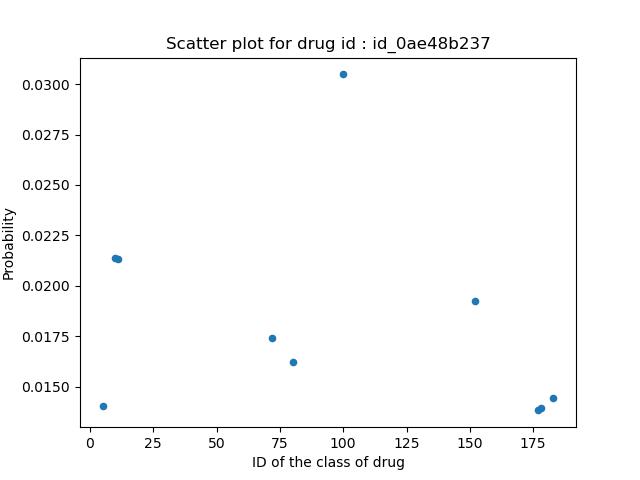 Scatter plot for drug id : id_0ae48b237
0.0300
0.0275
0.0250
0.0225
0.0200
0.0175
0.0150
Probability
0 25 50 75 100 125 150 175
ID of the class of drug